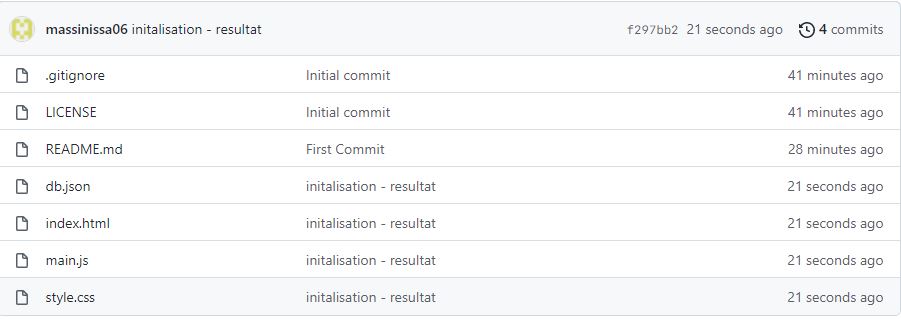 massinissa06 initalisation - resultat f297bb2 21 seconds ago 4 commits
.gitignore Initial commit 41 minutes ago
LICENSE Initial commit 41 minutes ago
README.md First Commit 28 minutes ago
db.json initalisation - resultat 21 seconds ago
index.html initalisation - resultat 21 seconds ago
main.js initalisation - resultat 21 seconds ago
style.css initalisation - resultat 21 seconds ago